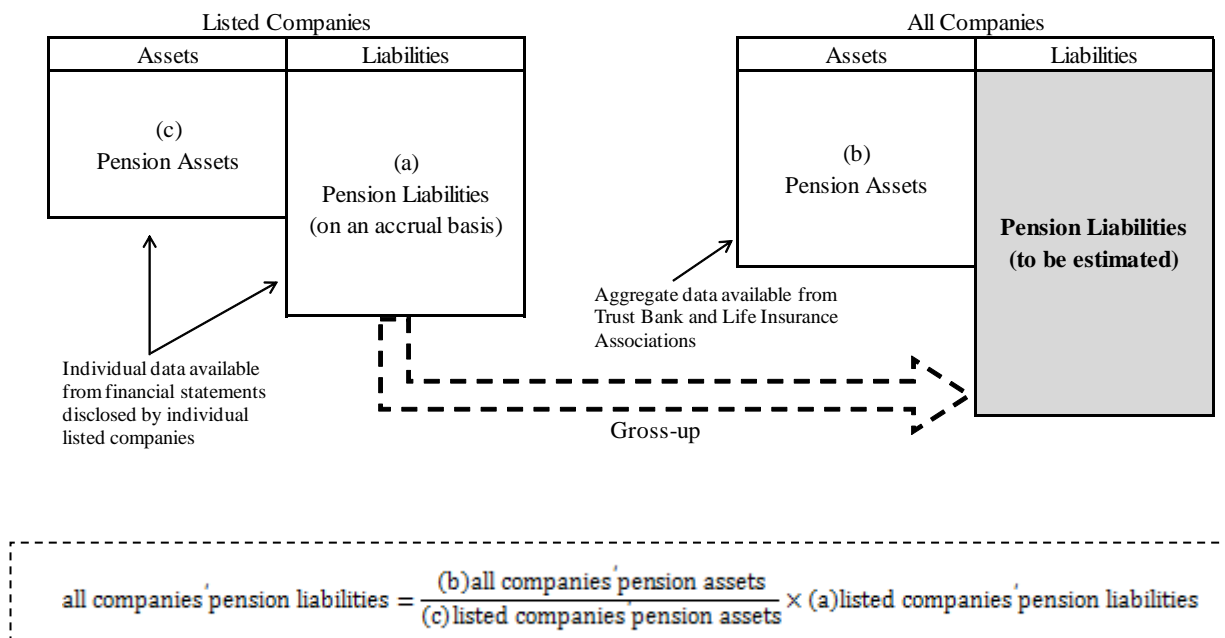 Listed Companies
Assets
Liabilities
(c)
Pension Assets
(a)
Pension Liabilities
(on an accrual basis)
Individual data available
from financial statements
disclosed by individual
listed companies
All Companies
Assets
Liabilities
(b)
Pension Assets
Pension Liabilities
(to be estimated)
Aggregate data available from
Trust Bank and Life Insurance
Associations
Gross-up
all companies'pension liabilities = (b)all companies'pension assets / (c)listed companies'pension assets × (a)listed companies'pension liabilities